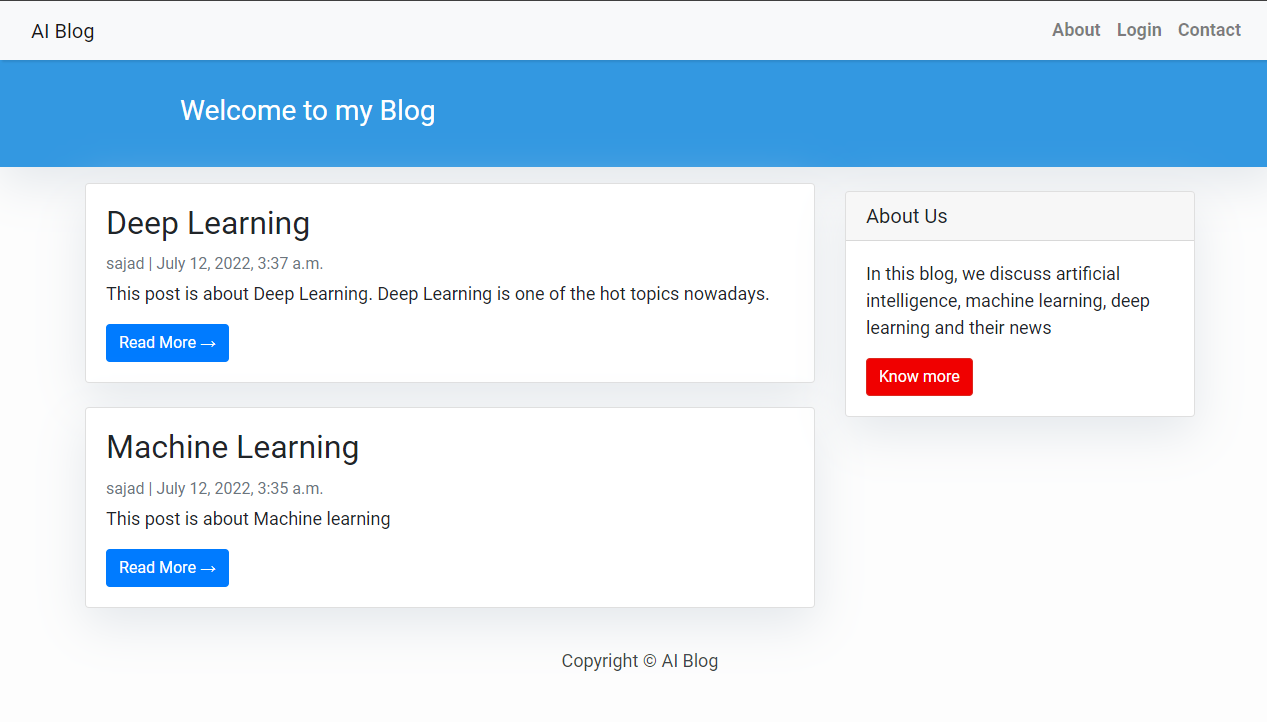 AI Blog
About Login Contact
Welcome to my Blog
Deep Learning
sajad | July 12, 2022, 3:37 a.m.
This post is about Deep Learning. Deep Learning is one of the hot topics nowadays.
Read More →
Machine Learning
sajad | July 12, 2022, 3:35 a.m.
This post is about Machine learning
Read More →
About Us
In this blog, we discuss artificial
intelligence, machine learning, deep
learning and their news
Know more
Copyright © AI Blog